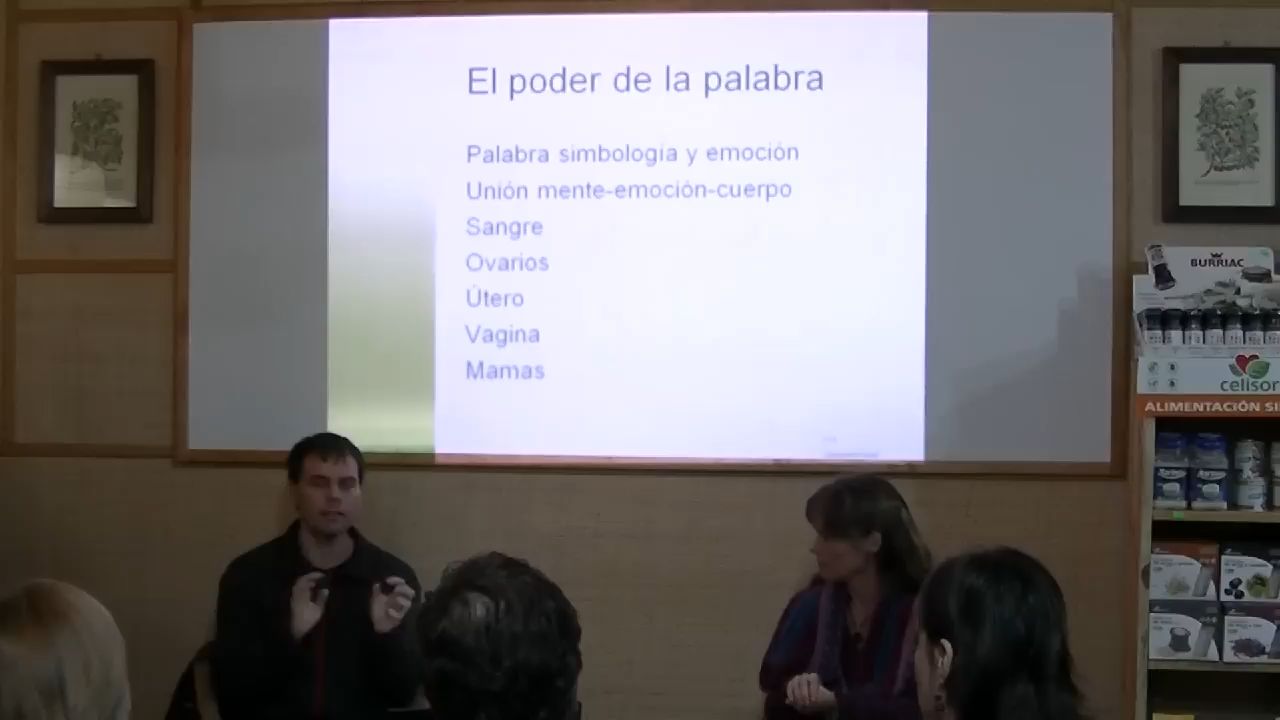 El poder de la palabra
Palabra simbología y emoción
Unión mente-emoción-cuerpo
Sangre
Ovarios
Útero
Vagina
Mamas
BURRIAC
celisor
ALIMENTACIÓN SI